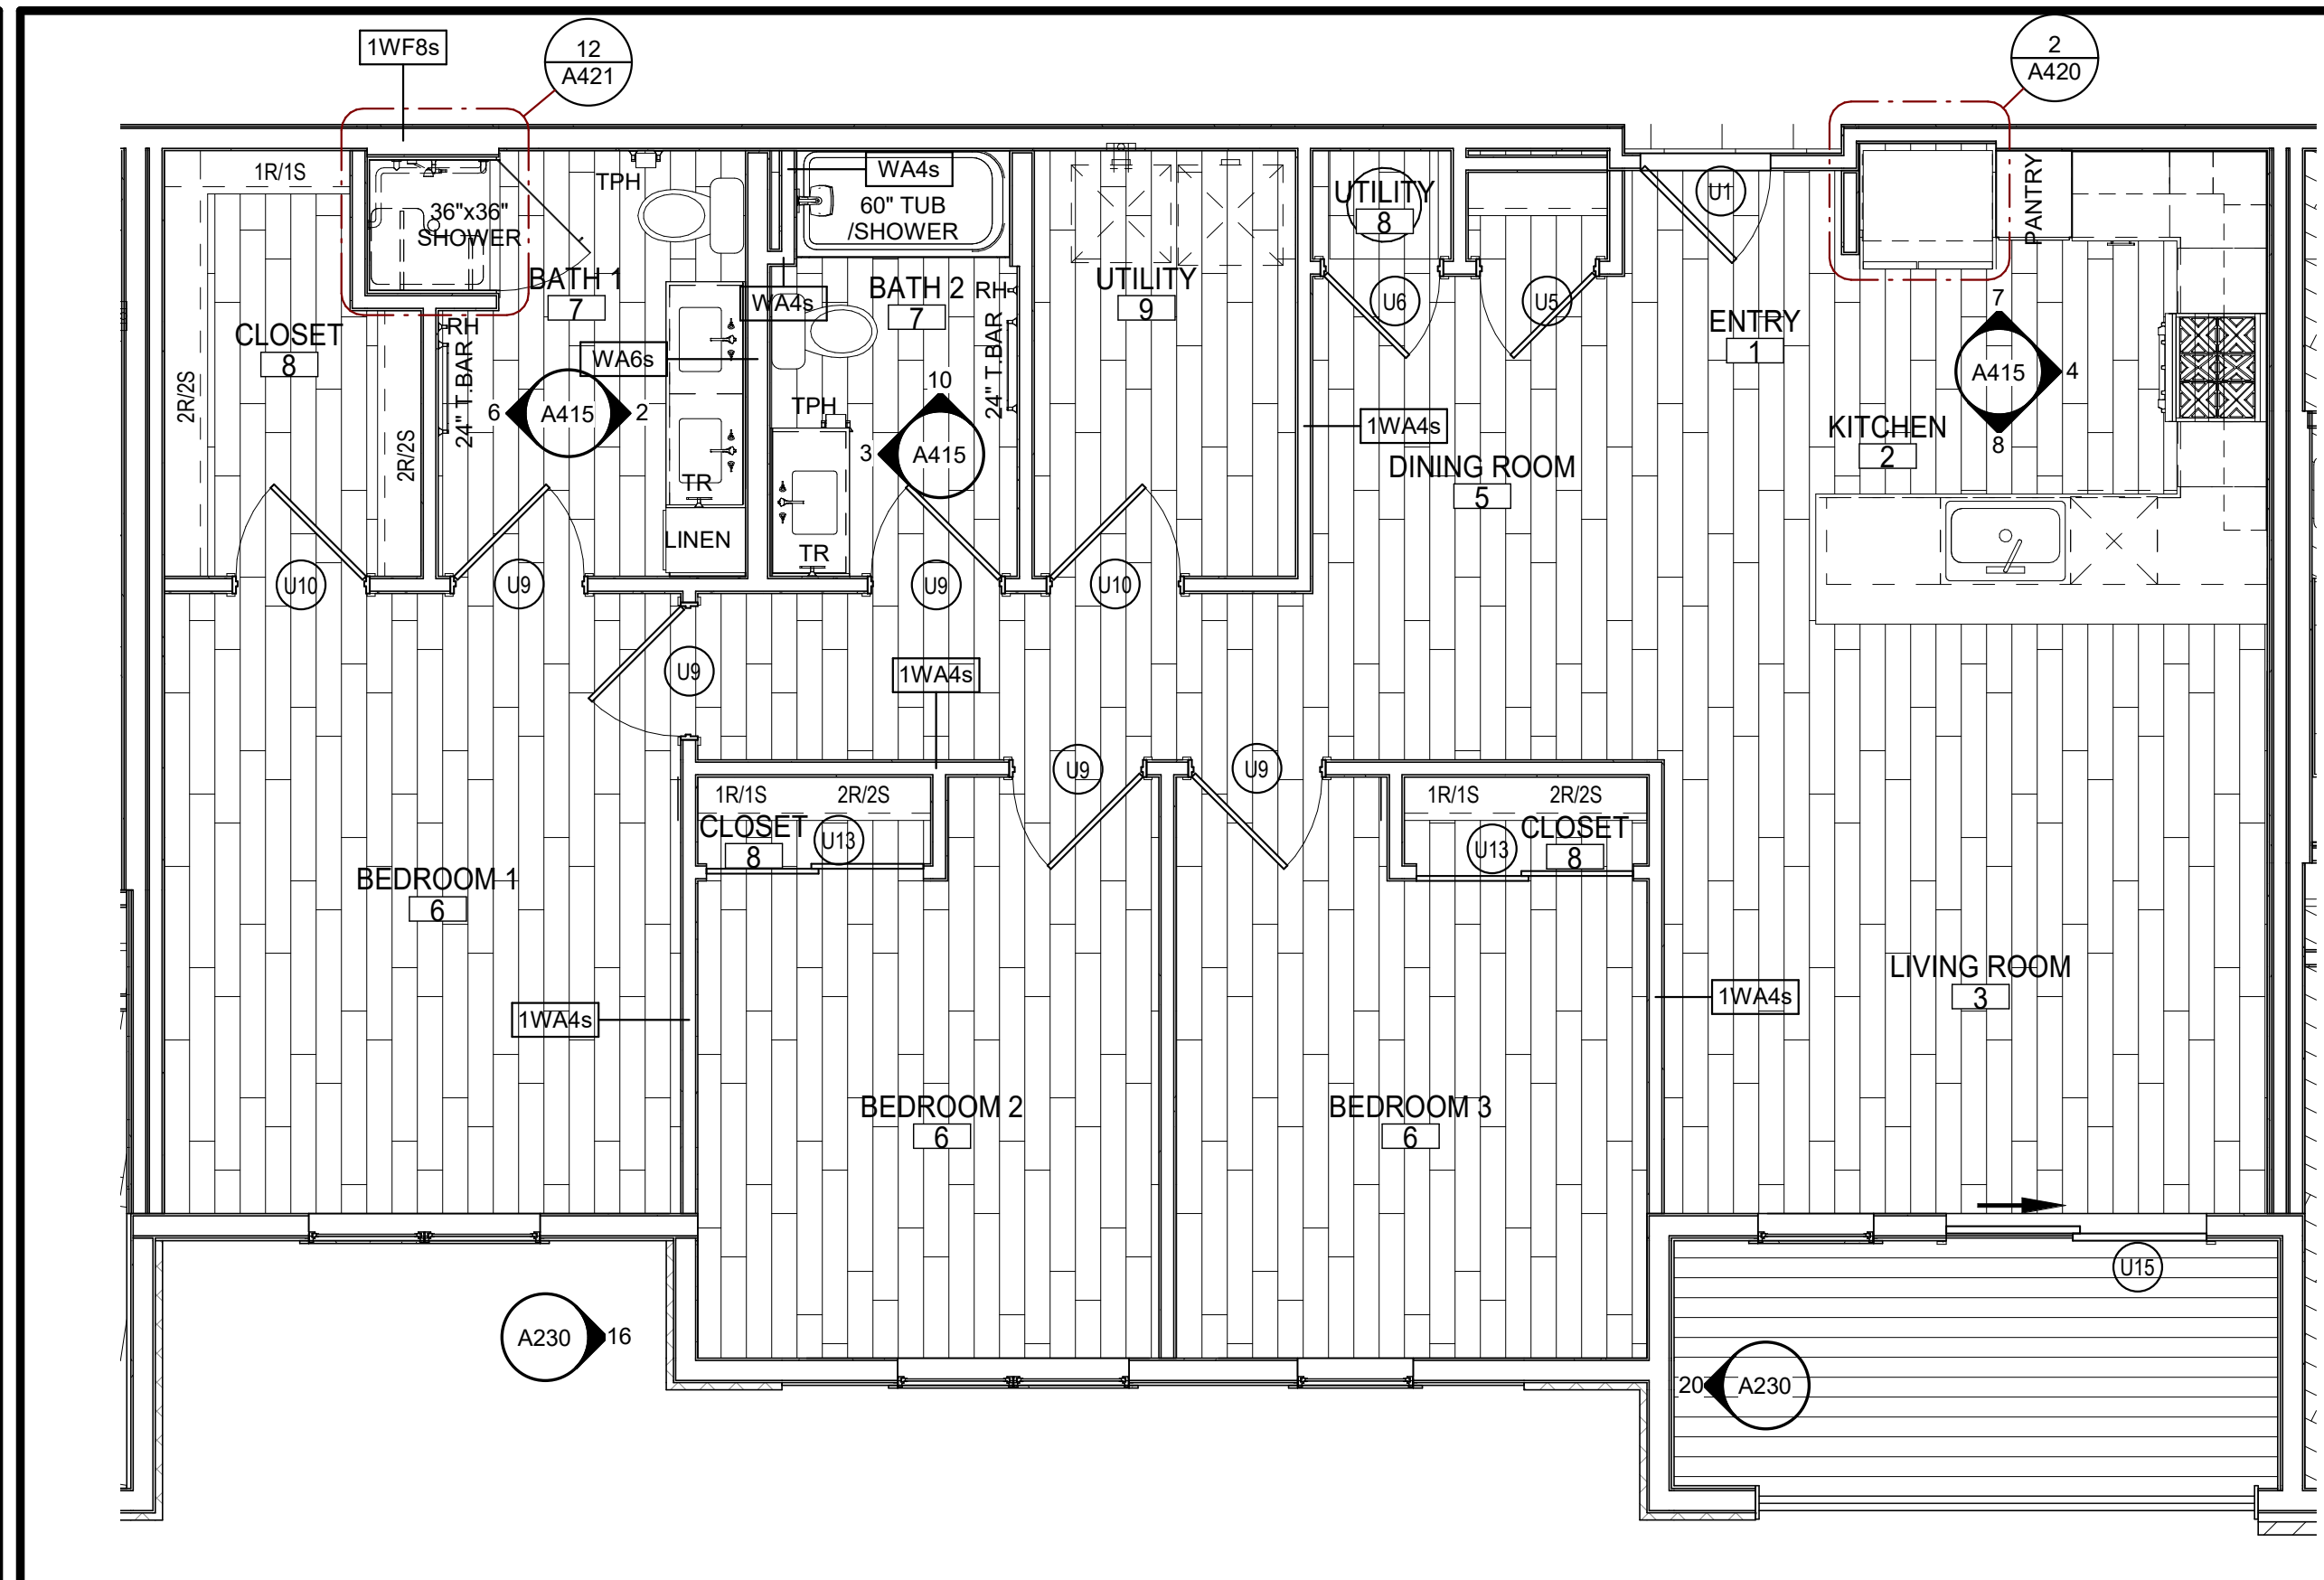 1WF8s
12
A421
2
A420
1R/1S
36"x36"
SHOWER
TPH
WA4s
60" TUB
/SHOWER
UTILITY
8
U1
PANTRY
BATH 1
7
WA4s
BATH 2
7
RH
UTILITY
9
U6
U5
ENTRY
1
7
A415
4
8
CLOSET
8
2R/2S
2R/2S
RH
24" T.BAR
WA6s
6
A415
2
TPH
10
3
A415
24" T.BAR
1WA4s
DINING ROOM
5
KITCHEN
2
TR
LINEN
TR
U10
U9
U9
U10
U9
1WA4s
U9
U9
1R/1S
2R/2S
CLOSET
8
U13
1R/1S
2R/2S
U13
CLOSET
8
BEDROOM 1
6
1WA4s
1WA4s
LIVING ROOM
3
BEDROOM 2
6
BEDROOM 3
6
U15
A230
16
20
A230